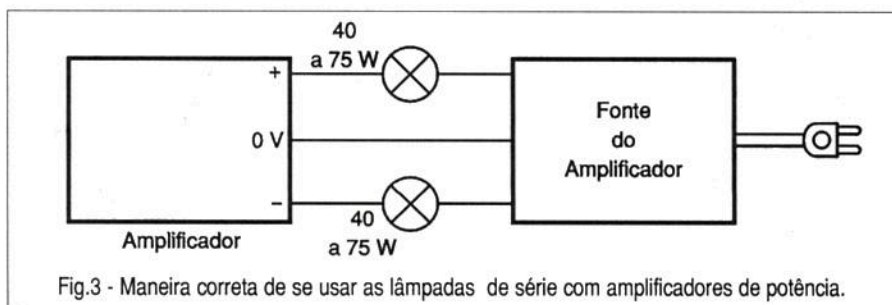 40
a 75 W
+
0 V
−
Amplificador
40
a 75 W
Fonte
do
Amplificador
Fig.3 - Maneira correta de se usar as lâmpadas de série com amplificadores de potência.